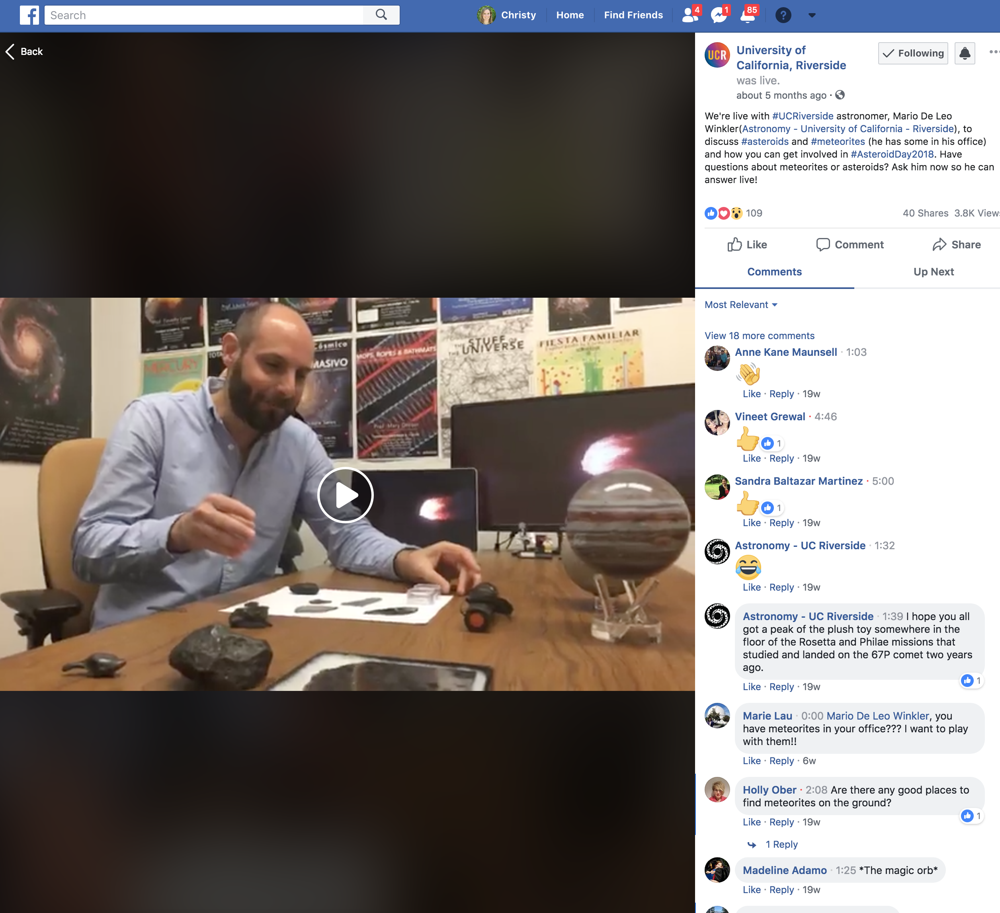 Search
Christy
Home
Find Friends
4
1
85
?
Back
UCR
University of
California, Riverside
was live.
about 5 months ago ·
Following
We're live with #UCRiverside astronomer, Mario De Leo
Winkler(Astronomy - University of California - Riverside), to
discuss #asteroids and #meteorites (he has some in his office)
and how you can get involved in #AsteroidDay2018. Have
questions about meteorites or asteroids? Ask him now so he can
answer live!
109
40 Shares 3.8K Views
Like
Comment
Share
Comments
Up Next
Most Relevant
View 18 more comments
Anne Kane Maunsell · 1:03
Like · Reply · 19w
Vineet Grewal · 4:46
1
Like · Reply · 19w
Sandra Baltazar Martinez · 5:00
1
Like · Reply · 19w
Astronomy - UC Riverside · 1:32
Like · Reply · 19w
Astronomy - UC Riverside · 1:39 I hope you all
got a peak of the plush toy somewhere in the
floor of the Rosetta and Philae missions that
studied and landed on the 67P comet two years
ago.
1
Like · Reply · 19w
Marie Lau · 0:00 Mario De Leo Winkler, you
have meteorites in your office??? I want to play
with them!!
Like · Reply · 6w
Holly Ober · 2:08 Are there any good places to
find meteorites on the ground?
1
Like · Reply · 19w
1 Reply
Madeline Adamo · 1:25 *The magic orb*
Like · Reply · 19w
MERCURY
TOTA
Cósmico
MASIVO
MOPS, ROPES & BATHMATS
THE STUFF OF
THE UNIVERSE
FIESTA FAMILIAR